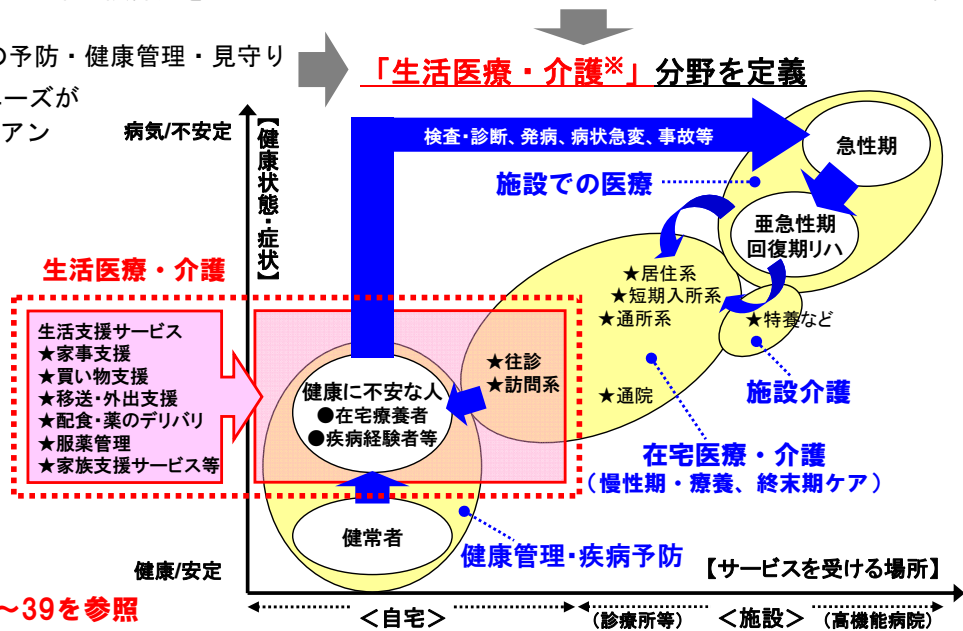 の予防・健康管理・見守り
「生活医療・介護※」分野を定義
ーズが
アン
病気/不安定
【健康状態・症状】
検査・診断、発病、病状急変、事故等
急性期
施設での医療
亜急性期
回復期リハ
生活医療・介護
★居住系
★短期入所系
★通所系
★特養など
生活支援サービス
★家事支援
★買い物支援
★移送・外出支援
★配食・薬のデリバリ
★服薬管理
★家族支援サービス等
★往診
★訪問系
健康に不安な人
●在宅療養者
●疾病経験者等
★通院
施設介護
在宅医療・介護
（慢性期・療養、終末期ケア）
健常者
健康管理・疾病予防
健康/安定
【サービスを受ける場所】
～39を参照
＜自宅＞
（診療所等）
＜施設＞
（高機能病院）